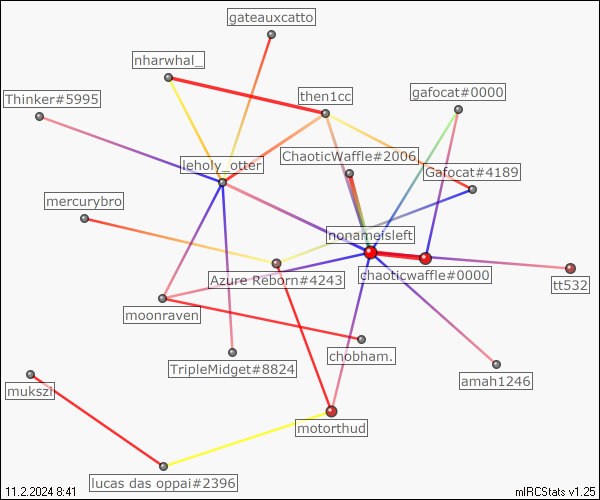 gateauxcatto
nharwhal_
then1cc
gafocat#0000
Thinker#5995
ChaoticWaffle#2006
leholy_otter
Gafocat#4189
mercurybro
nonameisleft
chaoticwaffle#0000
Azure Reborn#4243
tt532
moonraven
chobham.
TripleMidget#8824
amah1246
mukszi
motorthud
lucas das oppai#2396
11.2.2024 8:41
mIRCStats v1.25